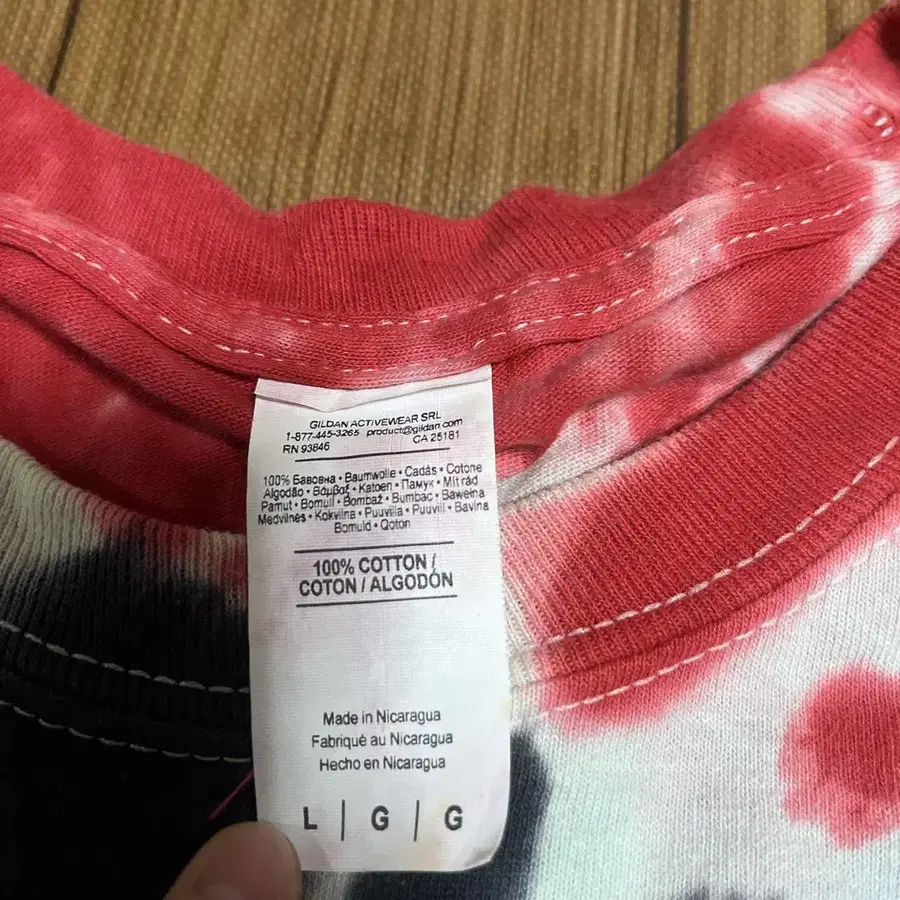 GILDAN ACTIVEWEAR SRL
1-877-445-3265 product@gildan.com
RN 93846 CA 25181
100% Бавовна • Baumwolle • Cadás • Cotone
Algodão • Βάμβαξ • Katoen • Памук • Mit rád
Pamut • Bomull • Bombaž • Bumbac • Bawełna
Medvilnės • Kokvilna • Puuvilla • Puuvill • Bavlna
Bomuld • Qoton
100% COTTON /
COTON / ALGODÓN
Made in Nicaragua
Fabriqué au Nicaragua
Hecho en Nicaragua
L | G | G